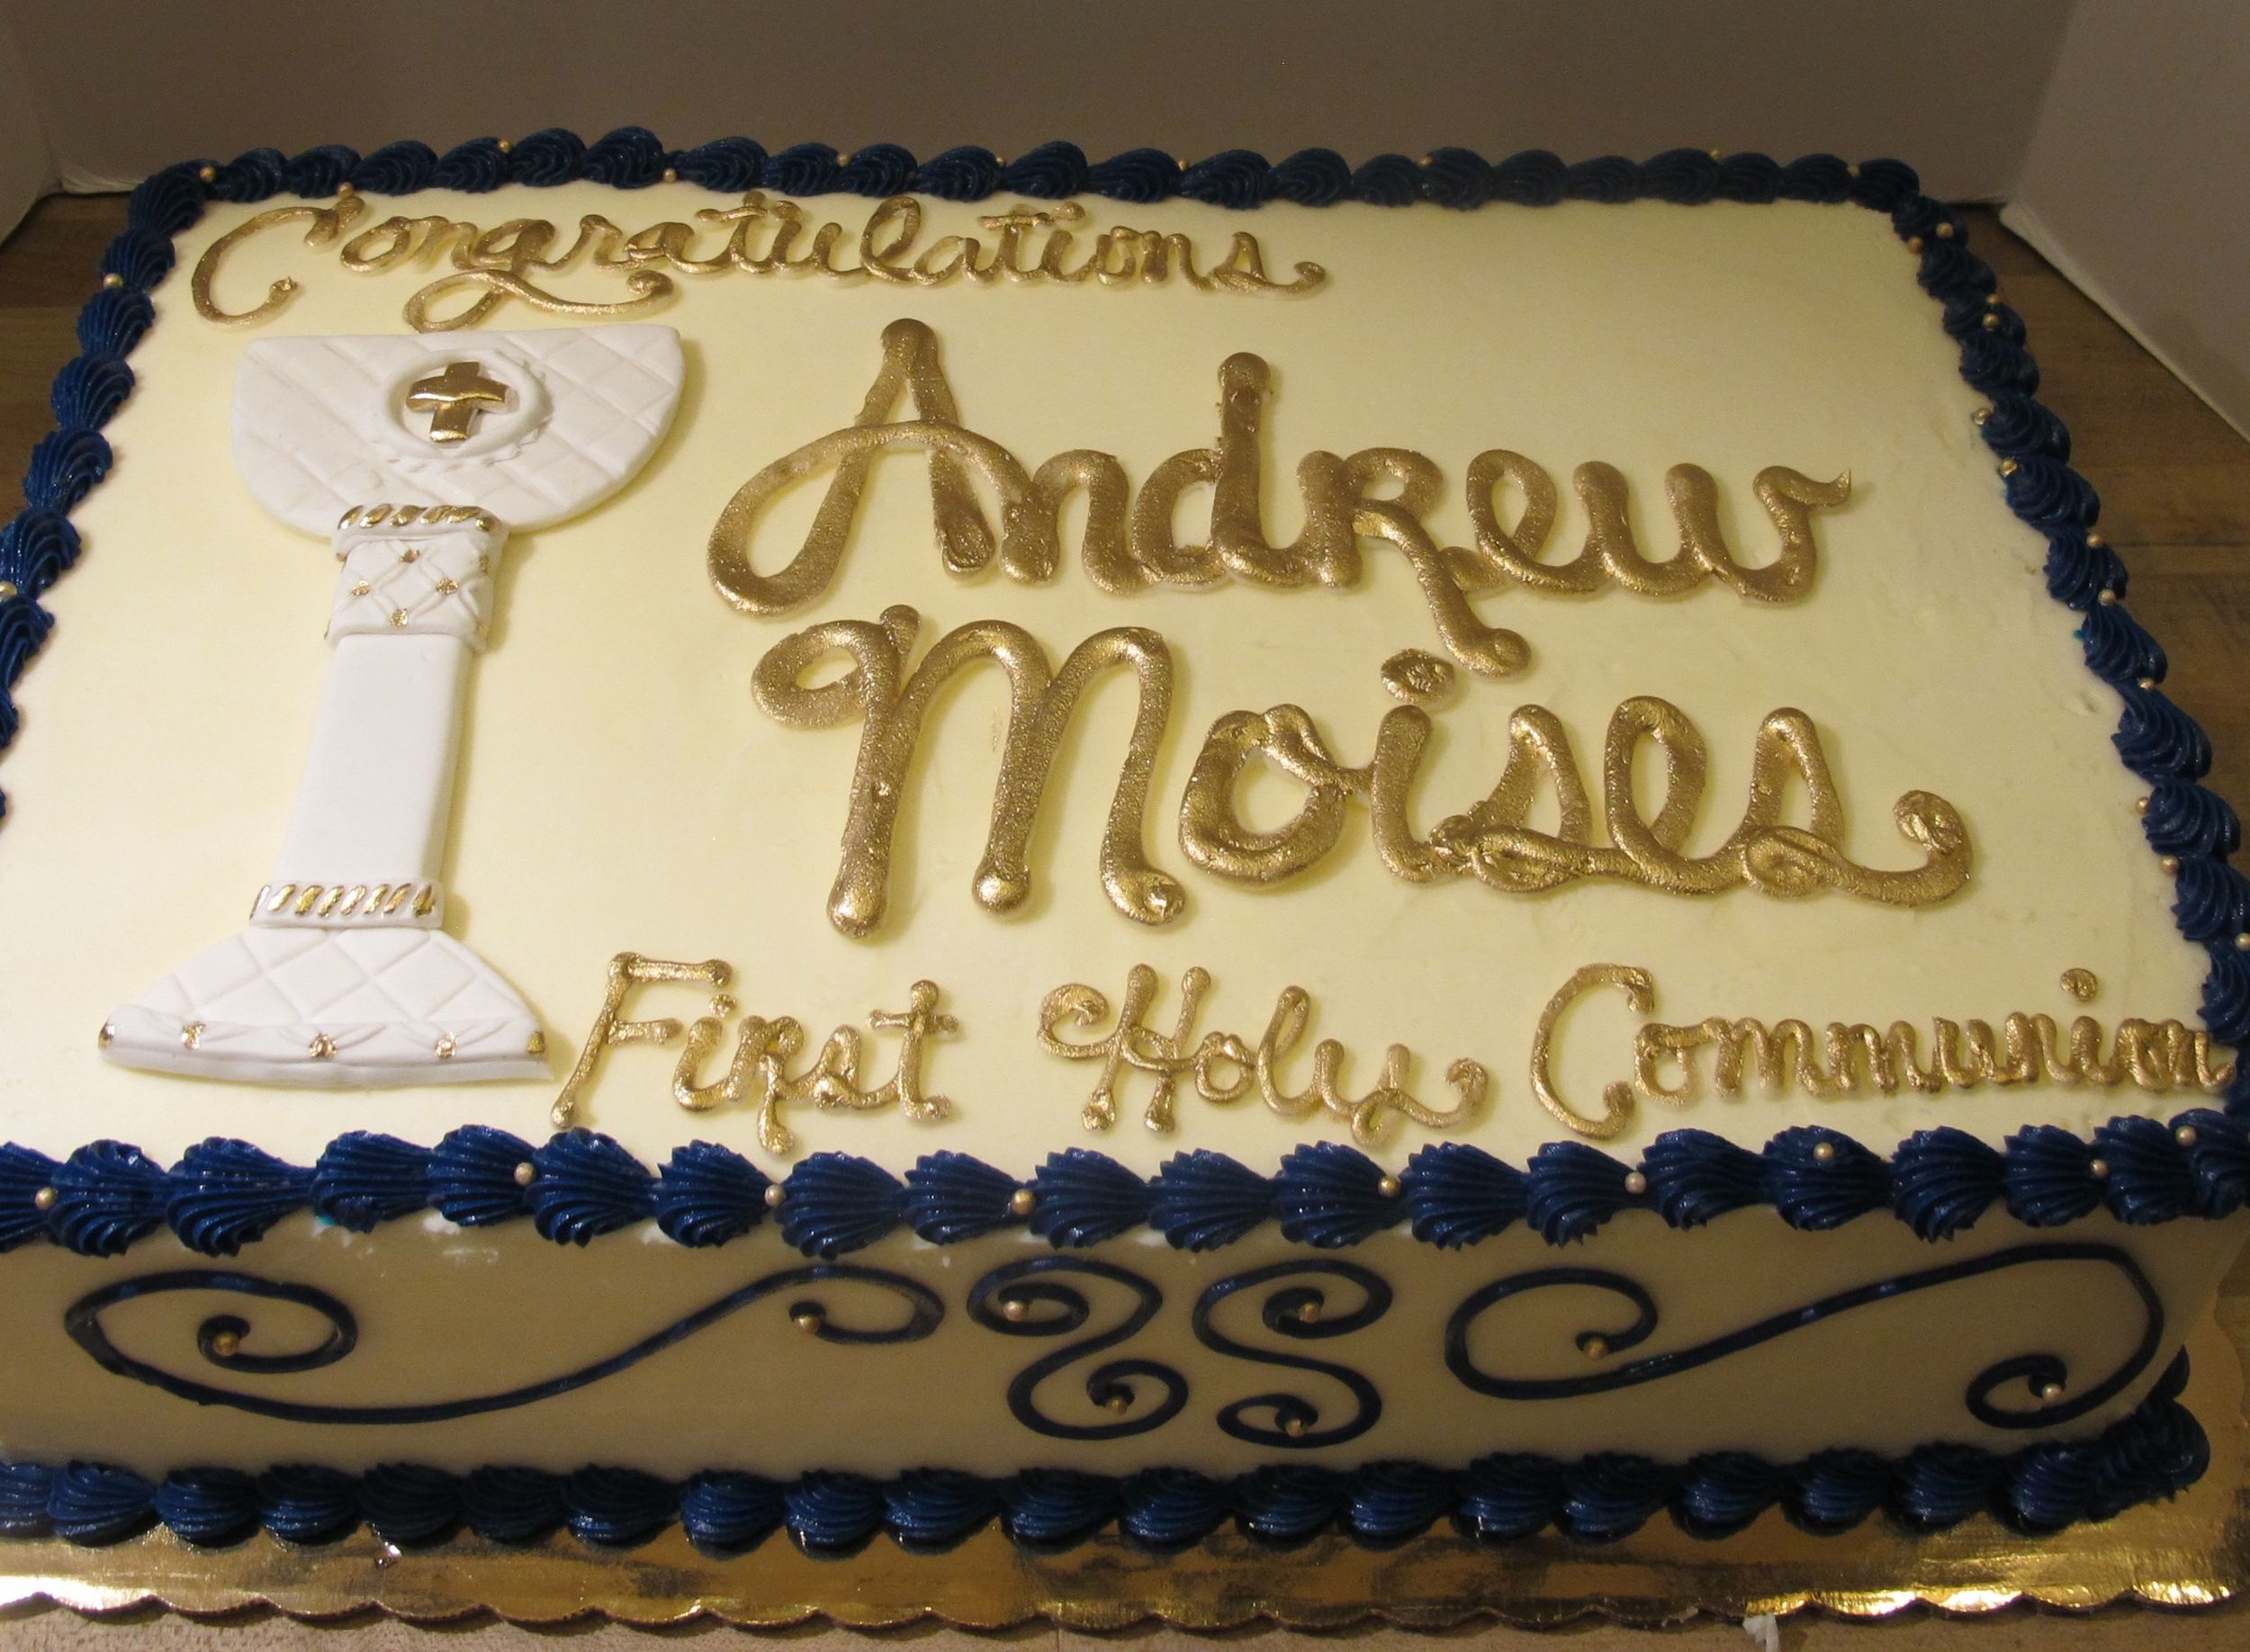 Congratulations
Andrew
Moises
First Holy Communion